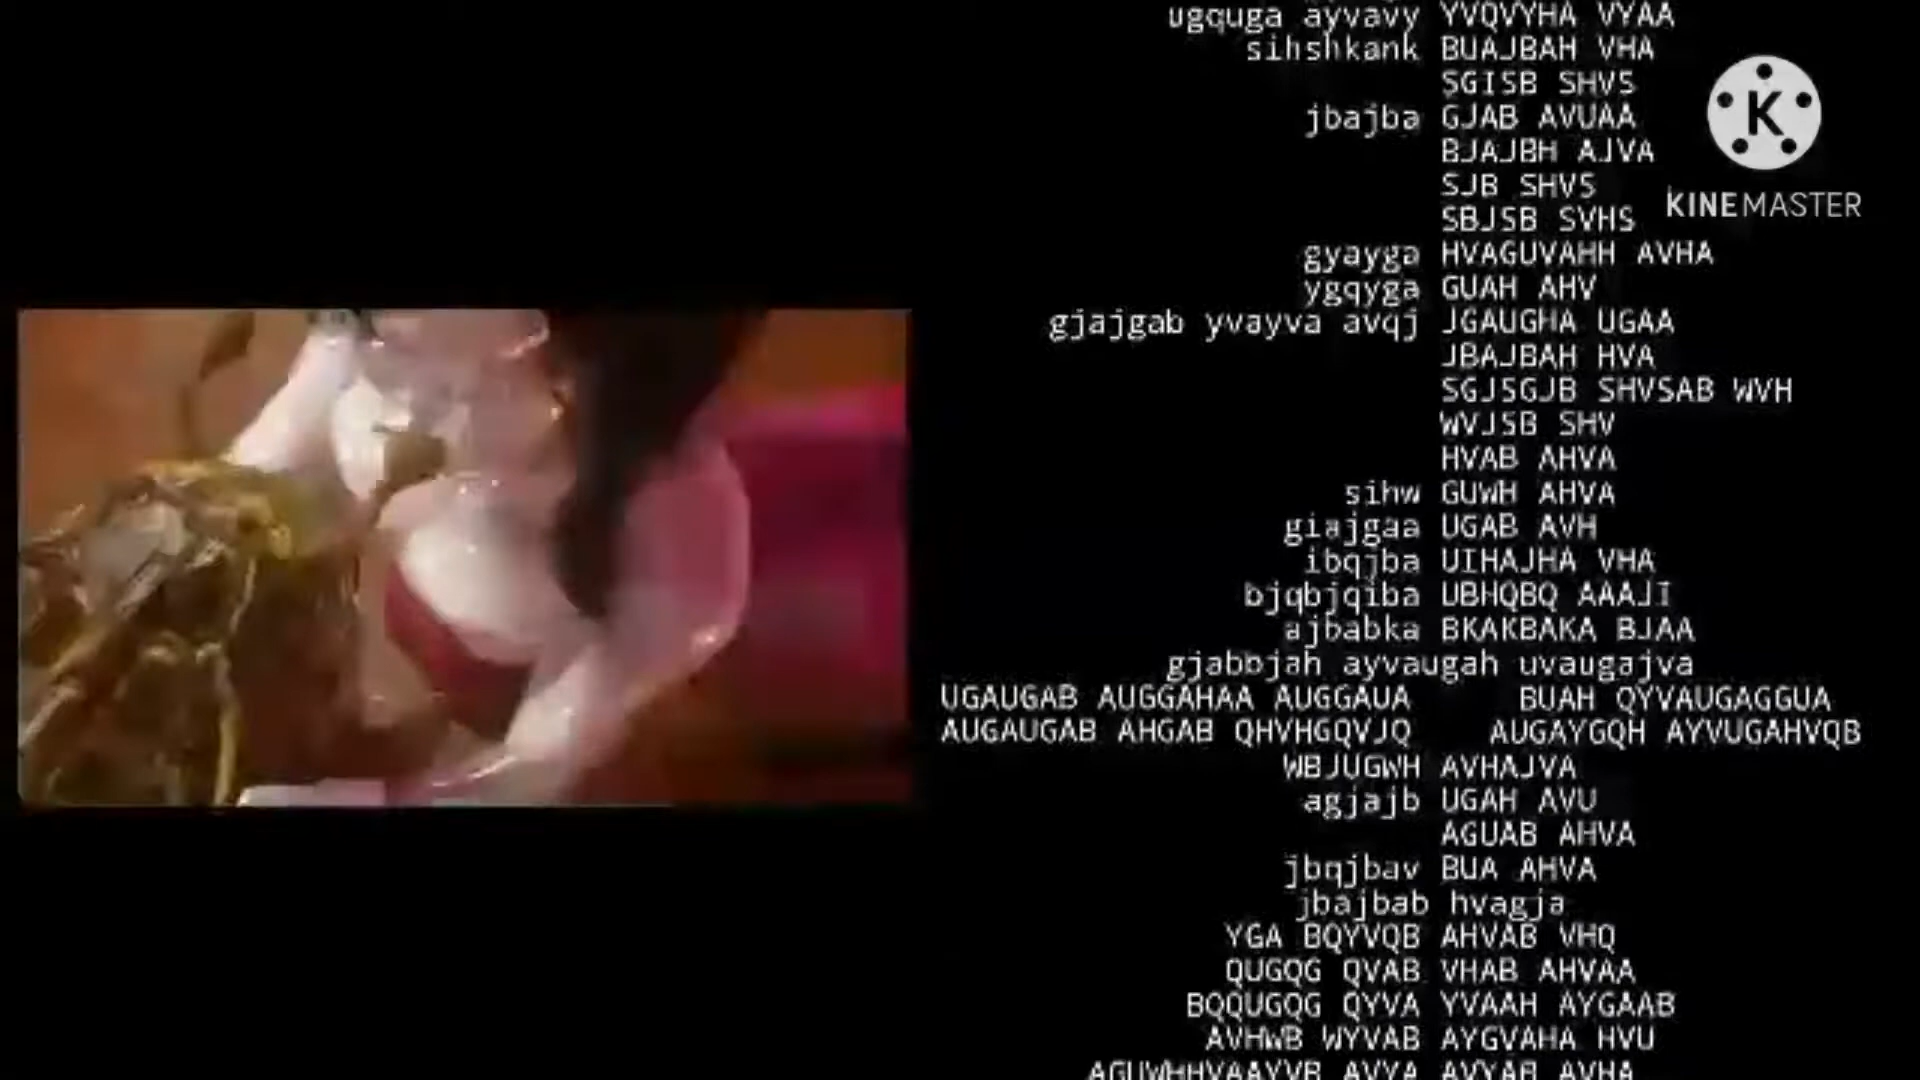 ugquga ayvavy YVQVYHA VYAA
sihshkank BUAJBAH VHA
SGISB SHVS
jbajba GJAB AVUAA
BJAJBH AJVA
SJB SHVS
SBJSB SVHS
KINEMASTER
gyayga HVAGUVAHH AVHA
ygqyga GUAH AHV
gjajgab yvayva avqj JGAUGHA UGAA
JBAJBAH HVA
SGJSGJB SHVSAB WVH
WVJSB SHV
HVAB AHVA
sihw GUWH AHVA
giajgaa UGAB AVH
ibqjba UIHAJHA VHA
bjqbjqiba UBHQBQ AAAJI
ajbabka BKAKBAKA BJAA
gjabbjah ayvaugah uvaugajva
UGAUGAB AUGGAHAA AUGGAUA BUAH QYVAUGAGGUA
AUGAUGAB AHGAB QHVHGQVJQ AUGAYGQH AYVUGAHVQB
WBJUGWH AVHAJVA
agjajb UGAH AVU
AGUAB AHVA
jbqjbav BUA AHVA
jbajbab hvagja
YGA BQYVQB AHVAB VHQ
QUGQG QVAB VHAB AHVAA
BQQUGQG QYVA YVAAH AYGAAB
AVHWB WYVAB AYGVAHA HVU
AGUWHHVAAYVB AVYA AVYAB AVHA